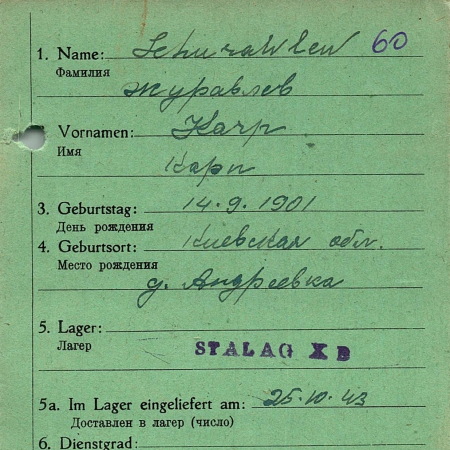 1. Name: Schurawlew 60
Фамилия
Журавлев
Vornamen: Karp
Имя
Карп
3. Geburtstag: 14.9.1901
День рождения
4. Geburtsort: Киевская обл.
Место рождения
д. Андреевка
5. Lager:
Лагерь
STALAG X B
5a. Im Lager eingeliefert am: 25.10.43
Доставлен в лагерь (число)
6. Dienstgrad: